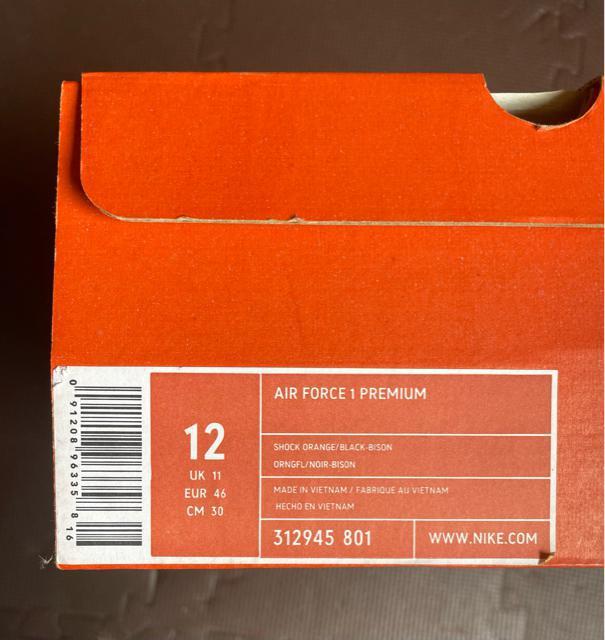 0 91208 96335 8 16
12
UK 11
EUR 46
CM 30
AIR FORCE 1 PREMIUM
SHOCK ORANGE/BLACK-BISON
ORNGFL/NOIR-BISON
MADE IN VIETNAM / FABRIQUE AU VIETNAM
HECHO EN VIETNAM
312945 801
WWW.NIKE.COM